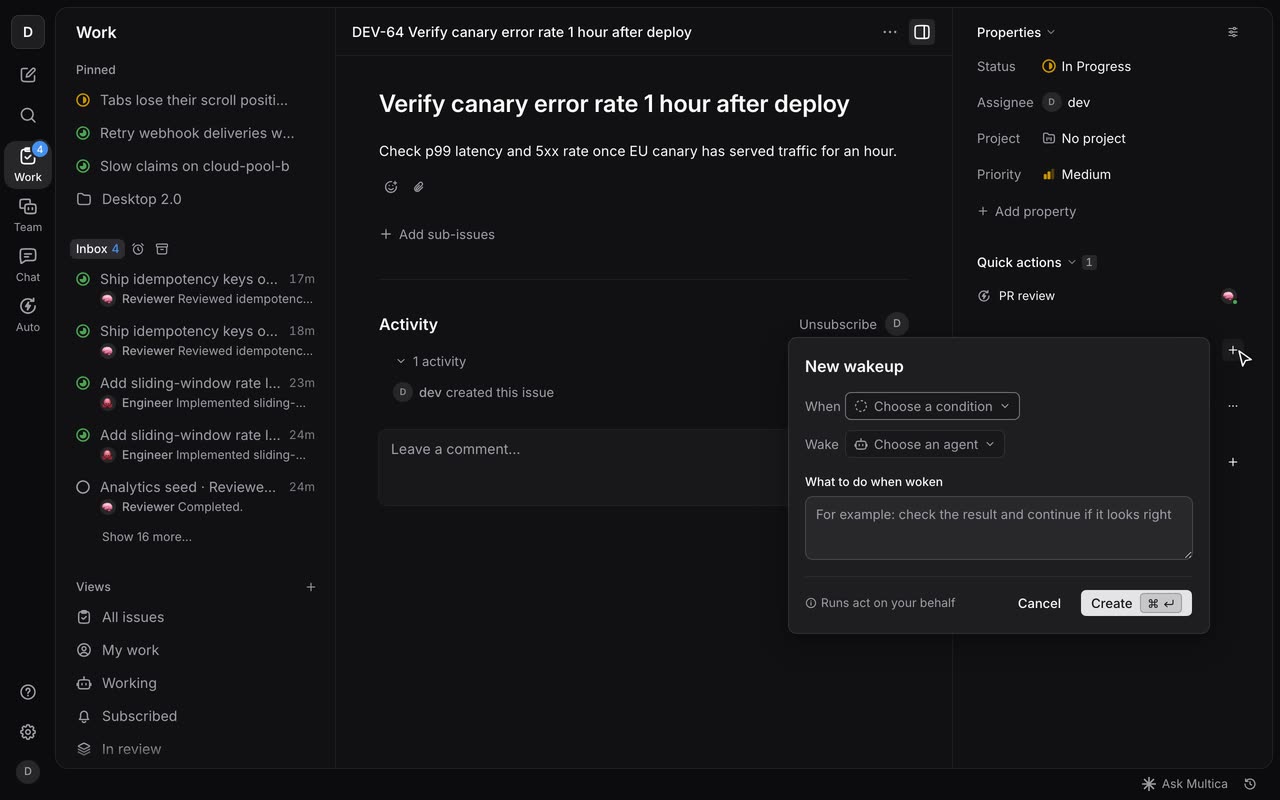 D
4
Work
Team
Chat
Auto
D
Work
Pinned
Tabs lose their scroll positi...
Retry webhook deliveries w...
Slow claims on cloud-pool-b
Desktop 2.0
Inbox 4
Ship idempotency keys o... 17m
Reviewer Reviewed idempotenc...
Ship idempotency keys o... 18m
Reviewer Reviewed idempotenc...
Add sliding-window rate l... 23m
Engineer Implemented sliding-...
Add sliding-window rate l... 24m
Engineer Implemented sliding-...
Analytics seed · Reviewe... 24m
Reviewer Completed.
Show 16 more...
Views
All issues
My work
Working
Subscribed
In review
DEV-64 Verify canary error rate 1 hour after deploy
Verify canary error rate 1 hour after deploy
Check p99 latency and 5xx rate once EU canary has served traffic for an hour.
Add sub-issues
Activity
Unsubscribe D
1 activity
D dev created this issue
Leave a comment...
Properties
Status In Progress
Assignee D dev
Project No project
Priority Medium
Add property
Quick actions 1
PR review
New wakeup
When Choose a condition
Wake Choose an agent
What to do when woken
For example: check the result and continue if it looks right
Runs act on your behalf
Cancel
Create ⌘ ↵
Ask Multica